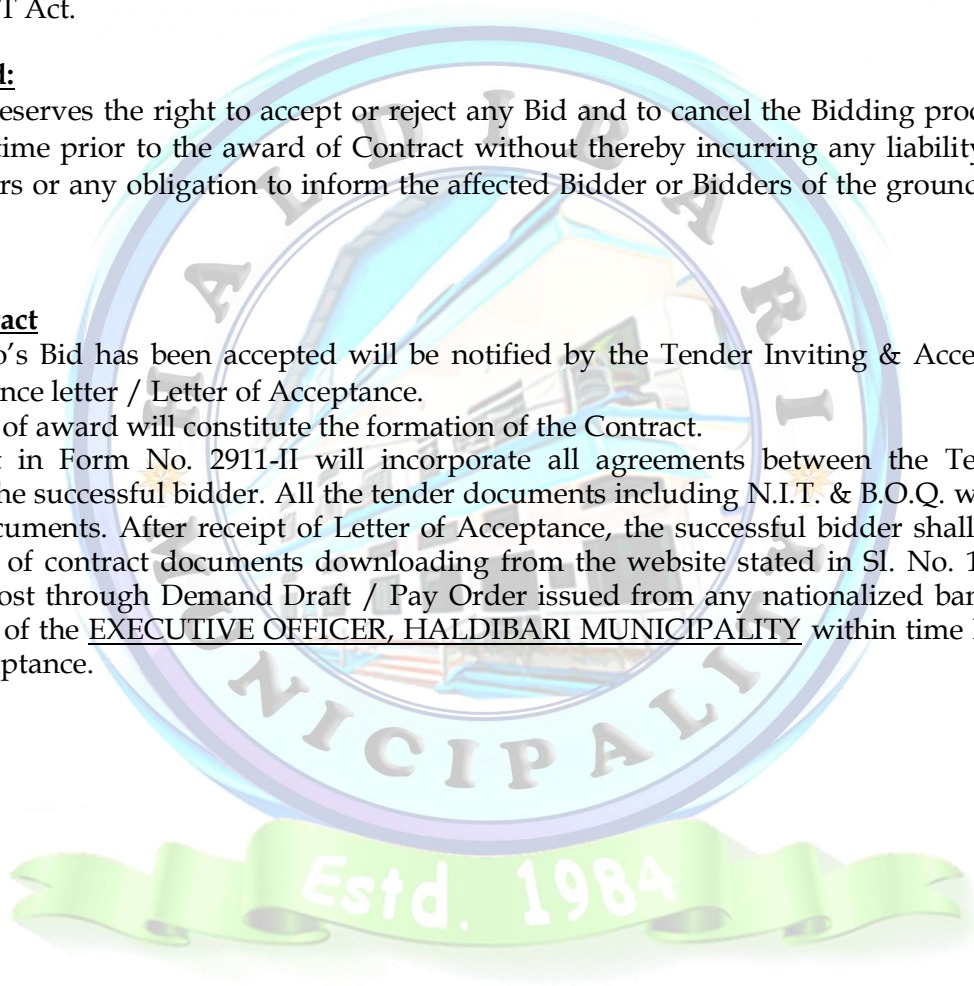 T Act.
d:
eserves the right to accept or reject any Bid and to cancel the Bidding proc
time prior to the award of Contract without thereby incurring any liability
rs or any obligation to inform the affected Bidder or Bidders of the ground
act
o's Bid has been accepted will be notified by the Tender Inviting & Acce
nce letter / Letter of Acceptance.
of award will constitute the formation of the Contract.
t in Form No. 2911-II will incorporate all agreements between the Te
he successful bidder. All the tender documents including N.I.T. & B.O.Q. w
cuments. After receipt of Letter of Acceptance, the successful bidder shall
of contract documents downloading from the website stated in Sl. No. 1
ost through Demand Draft / Pay Order issued from any nationalized ban
of the EXECUTIVE OFFICER, HALDIBARI MUNICIPALITY within time
ptance.
HALDIBARI
MUNICIPALITY
Estd. 1984